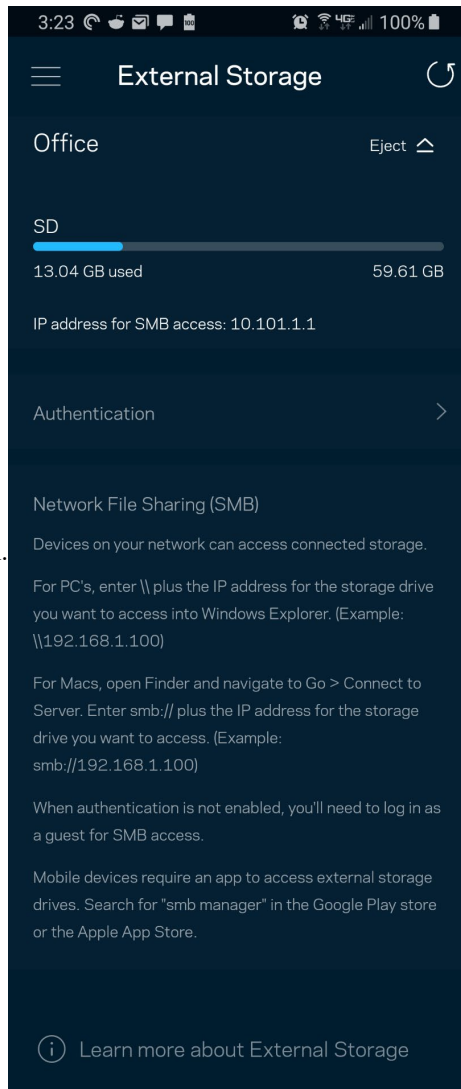 3:23 100 4GE 100%
External Storage
Office
Eject
SD
13.04 GB used 59.61 GB
IP address for SMB access: 10.101.1.1
Authentication
Network File Sharing (SMB)
Devices on your network can access connected storage.
For PC's, enter \\ plus the IP address for the storage drive
you want to access into Windows Explorer. (Example:
\\192.168.1.100)
For Macs, open Finder and navigate to Go > Connect to
Server. Enter smb:// plus the IP address for the storage
drive you want to access. (Example:
smb://192.168.1.100)
When authentication is not enabled, you'll need to log in as
a guest for SMB access.
Mobile devices require an app to access external storage
drives. Search for "smb manager" in the Google Play store
or the Apple App Store.
Learn more about External Storage